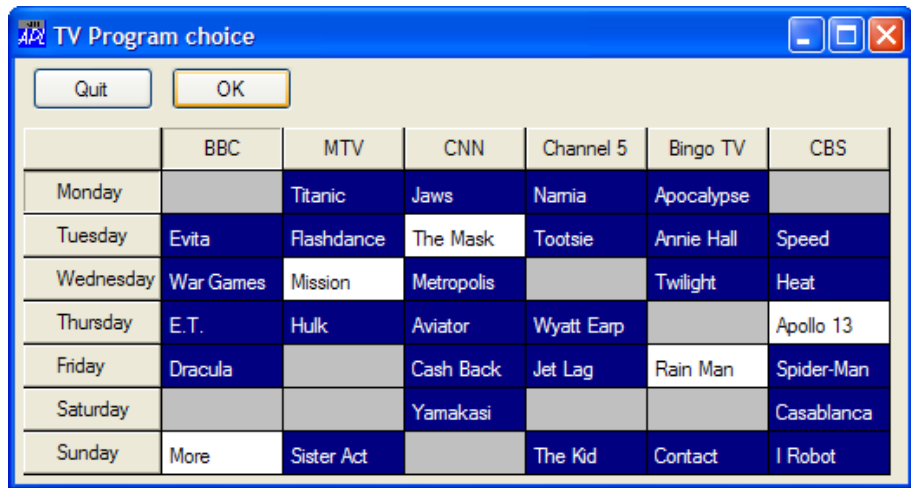 APL TV Program choice
Quit OK
BBC MTV CNN Channel 5 Bingo TV CBS
Monday Titanic Jaws Narnia Apocalypse
Tuesday Evita Flashdance The Mask Tootsie Annie Hall Speed
Wednesday War Games Mission Metropolis Twilight Heat
Thursday E.T. Hulk Aviator Wyatt Earp Apollo 13
Friday Dracula Cash Back Jet Lag Rain Man Spider-Man
Saturday Yamakasi Casablanca
Sunday More Sister Act The Kid Contact I Robot